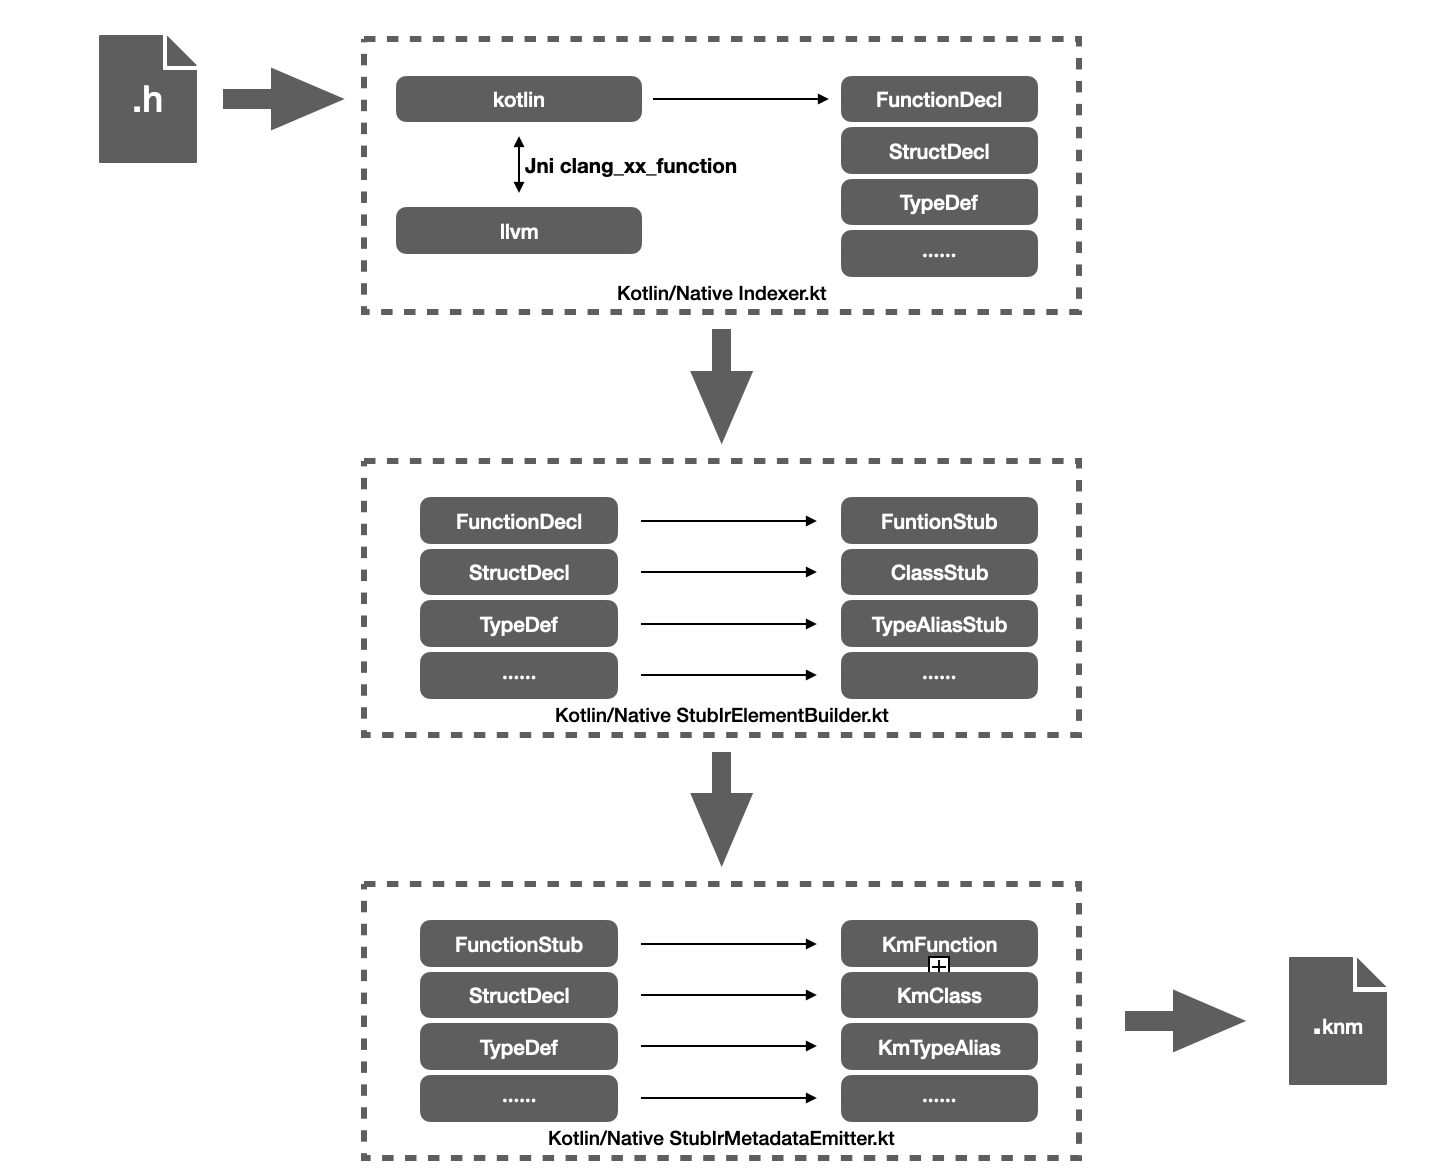 .h
kotlin
FunctionDecl
StructDecl
Jni clang_xx_function
TypeDef
llvm
......
Kotlin/Native Indexer.kt
FunctionDecl
FuntionStub
StructDecl
ClassStub
TypeDef
TypeAliasStub
......
......
Kotlin/Native StubIrElementBuilder.kt
FunctionStub
KmFunction
StructDecl
KmClass
TypeDef
KmTypeAlias
......
......
Kotlin/Native StubIrMetadataEmitter.kt
.knm